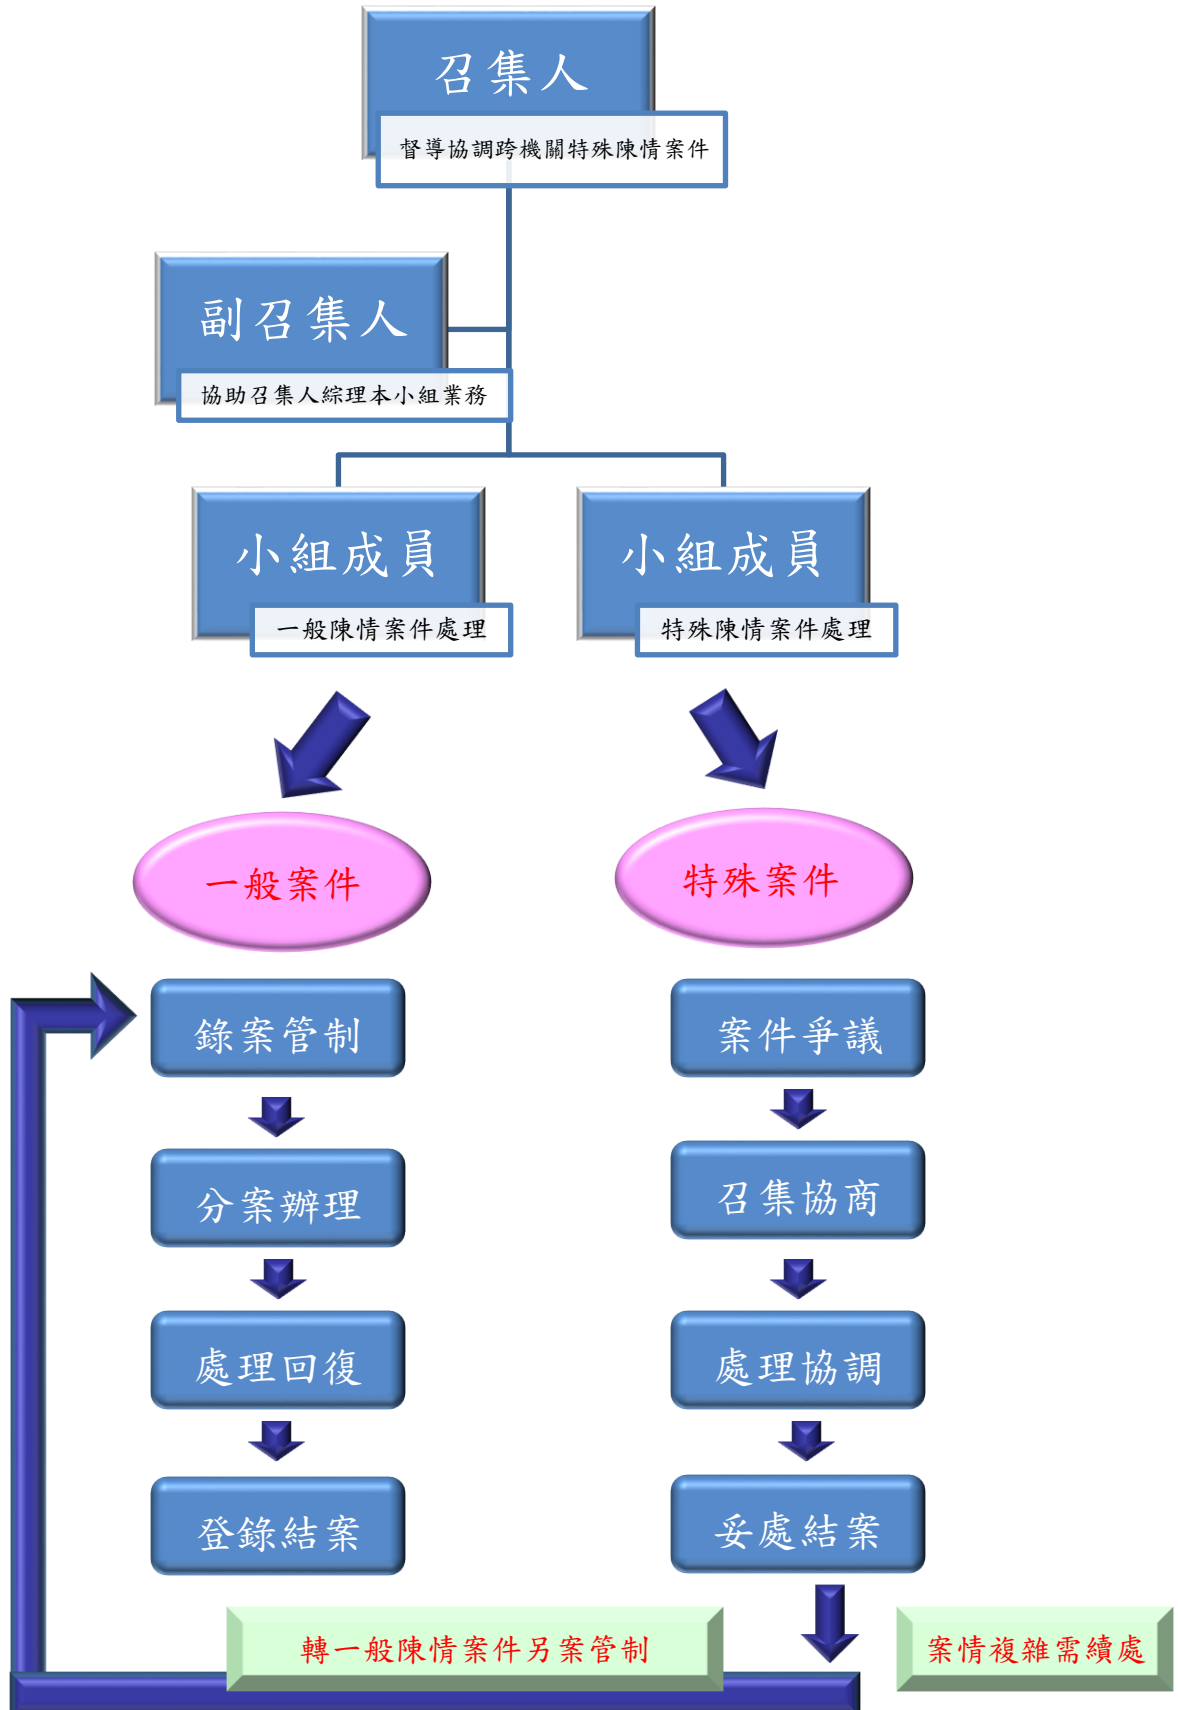 召集人
督導協調跨機關特殊陳情案件
副召集人
協助召集人綜理本小組業務
小組成員
一般陳情案件處理
小組成員
特殊陳情案件處理
一般案件
特殊案件
錄案管制
分案辦理
處理回復
登錄結案
案件爭議
召集協商
處理協調
妥處結案
轉一般陳情案件另案管制
案情複雜需續處